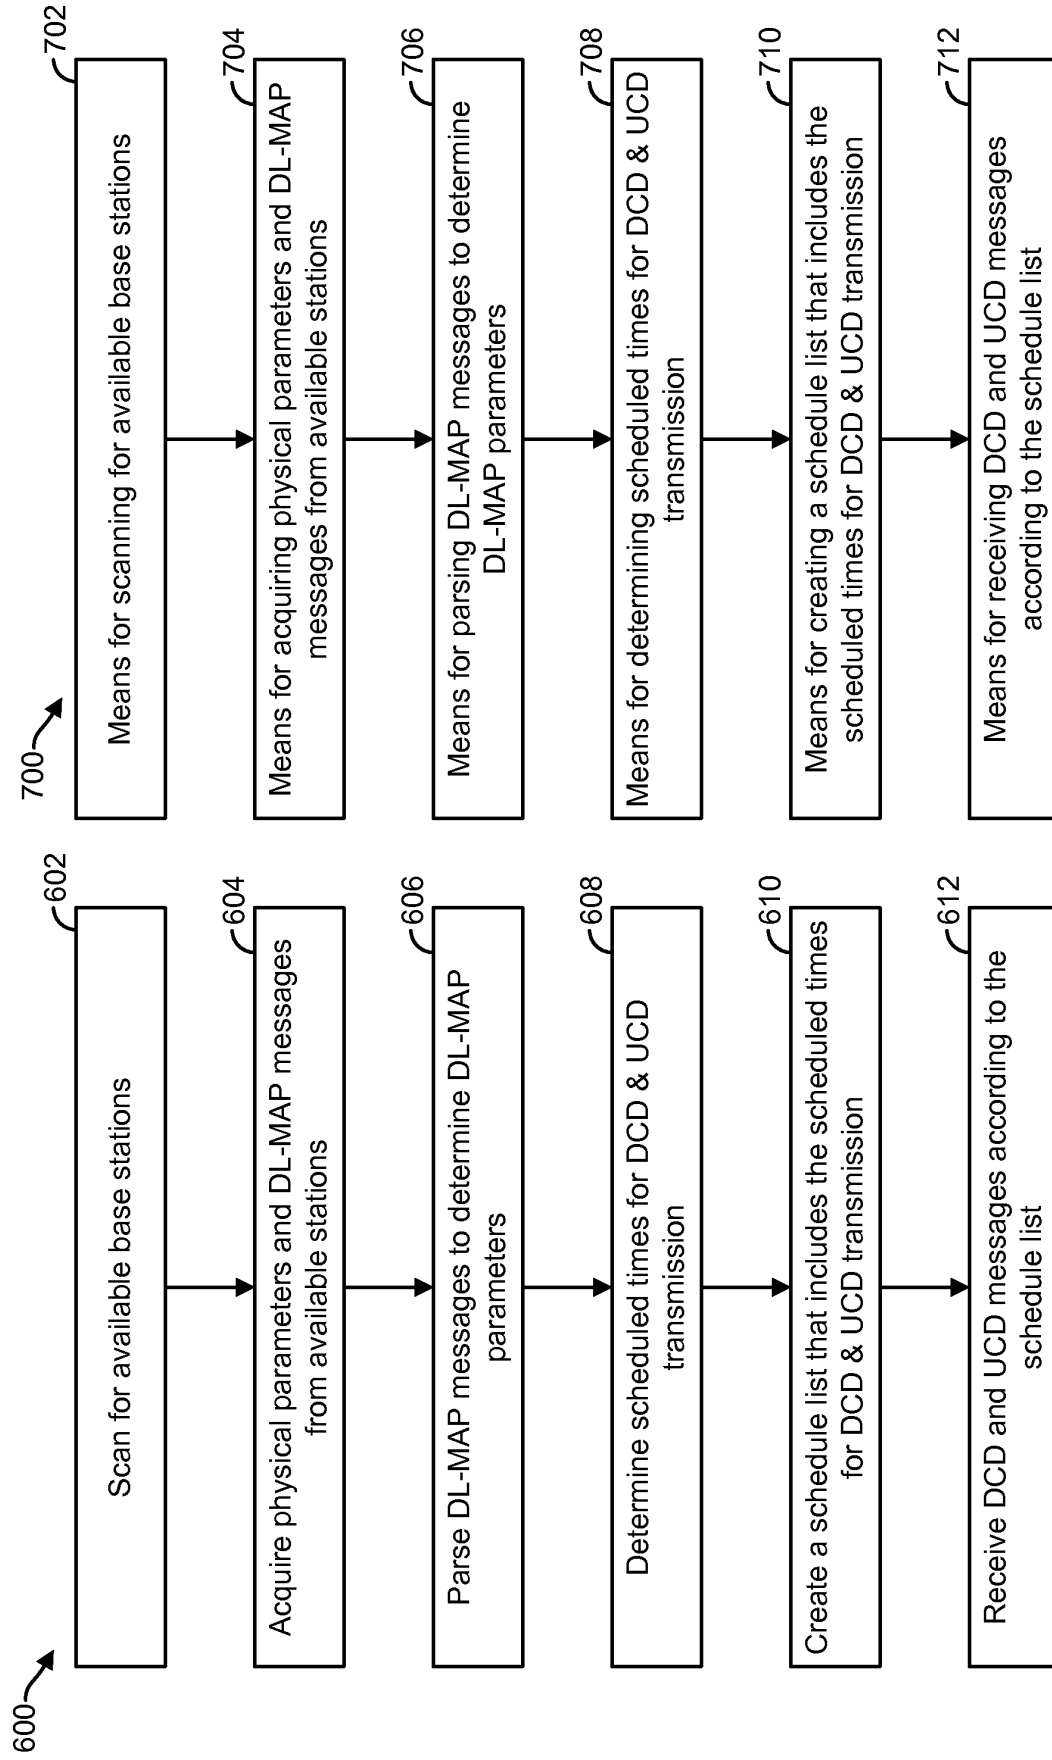 600
602
Scan for available base stations
604
Acquire physical parameters and DL-MAP messages
from available stations
606
Parse DL-MAP messages to determine DL-MAP
parameters
608
Determine scheduled times for DCD & UCD
transmission
610
Create a schedule list that includes the scheduled times
for DCD & UCD transmission
612
Receive DCD and UCD messages according to the
schedule list
700
702
Means for scanning for available base stations
704
Means for acquiring physical parameters and DL-MAP
messages from available stations
706
Means for parsing DL-MAP messages to determine
DL-MAP parameters
708
Means for determining scheduled times for DCD & UCD
transmission
710
Means for creating a schedule list that includes the
scheduled times for DCD & UCD transmission
712
Means for receiving DCD and UCD messages
according to the schedule list